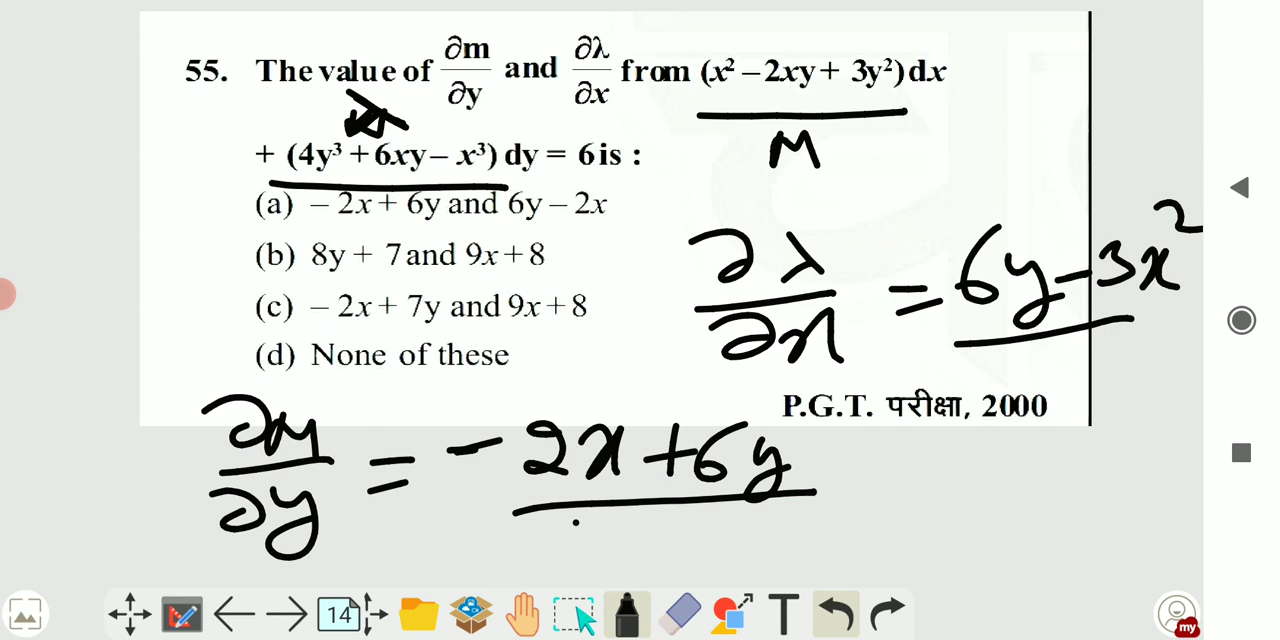 55. The value of ∂m/∂y and ∂λ/∂x from (x² – 2xy + 3y²) dx
M
+ (4y³ + 6xy – x³) dy = 6 is :
(a) – 2x + 6y and 6y – 2x
(b) 8y + 7 and 9x + 8
(c) – 2x + 7y and 9x + 8
(d) None of these
∂λ/∂x = 6y – 3x²
P.G.T. परीक्षा, 2000
∂M/∂y = – 2x + 6y
14
T
my